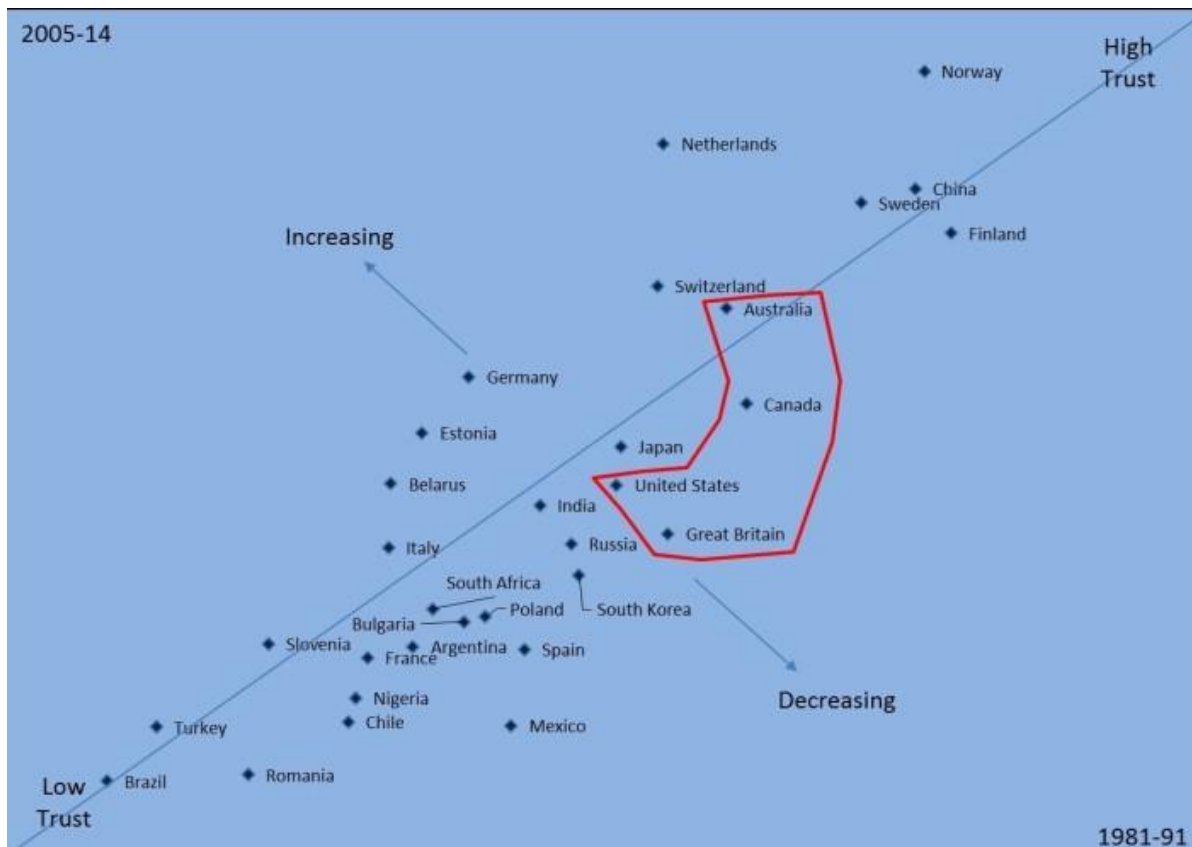 2005-14
High
Trust
Norway
Netherlands
China
Sweden
Finland
Increasing
Switzerland
Australia
Germany
Canada
Estonia
Japan
Belarus
United States
India
Great Britain
Italy
Russia
South Africa
Poland
South Korea
Bulgaria
Slovenia
Argentina
Spain
France
Nigeria
Decreasing
Chile
Mexico
Turkey
Romania
Brazil
Low
Trust
1981-91